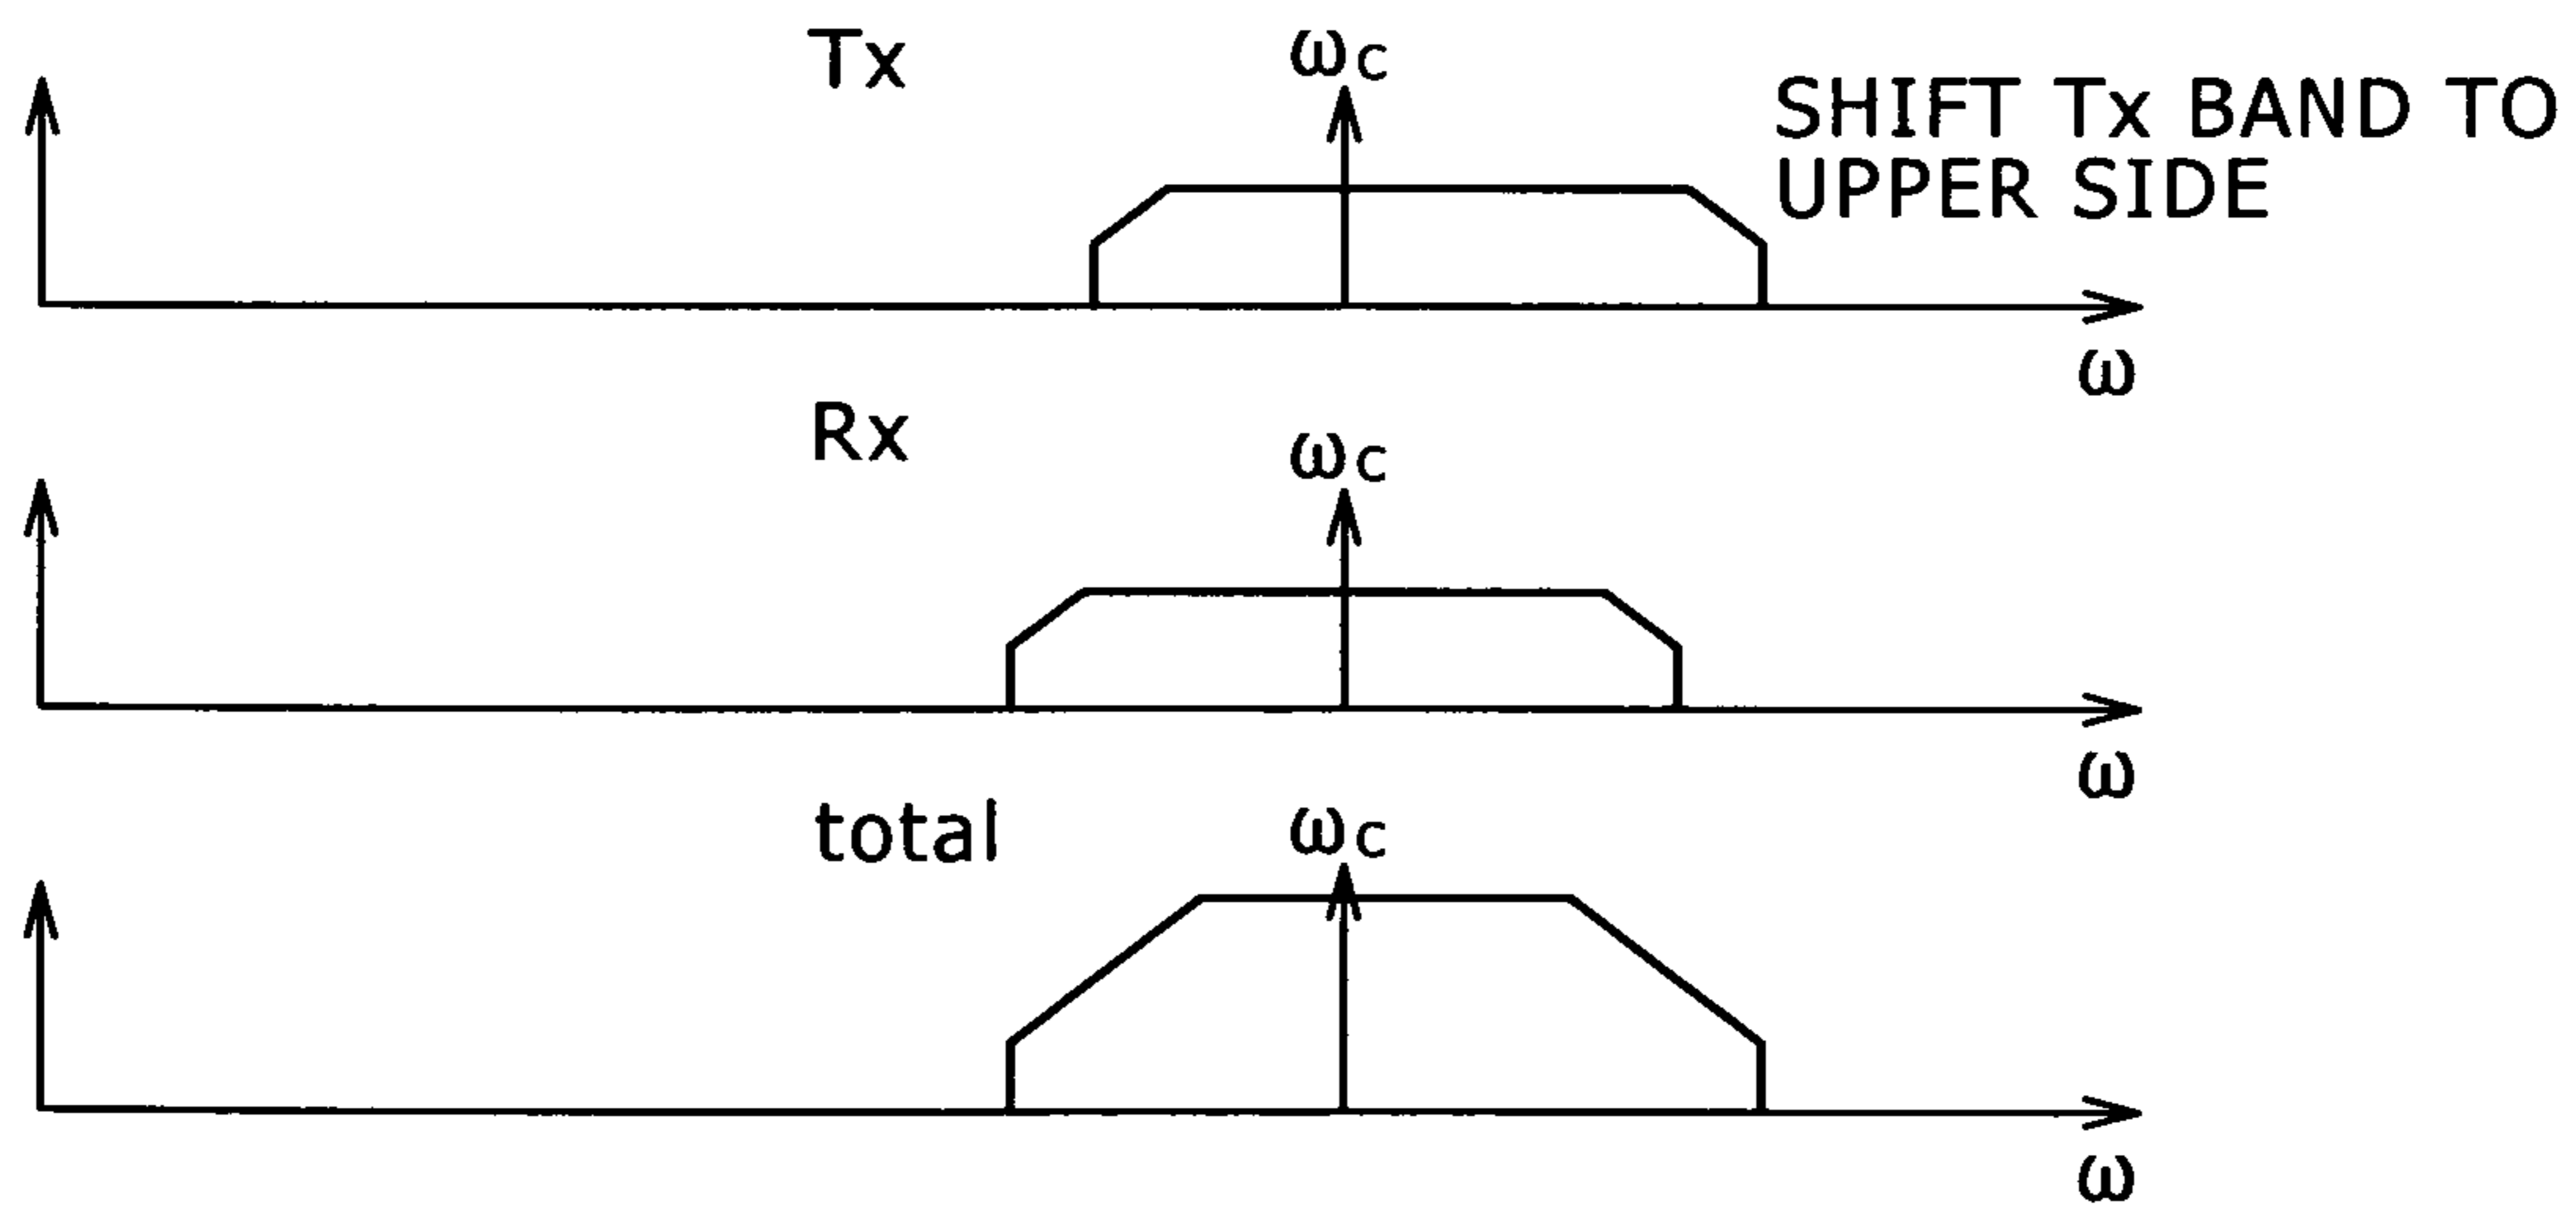 Tx
ωc
SHIFT Tx BAND TO
UPPER SIDE
ω
Rx
ωc
ω
total
ωc
ω